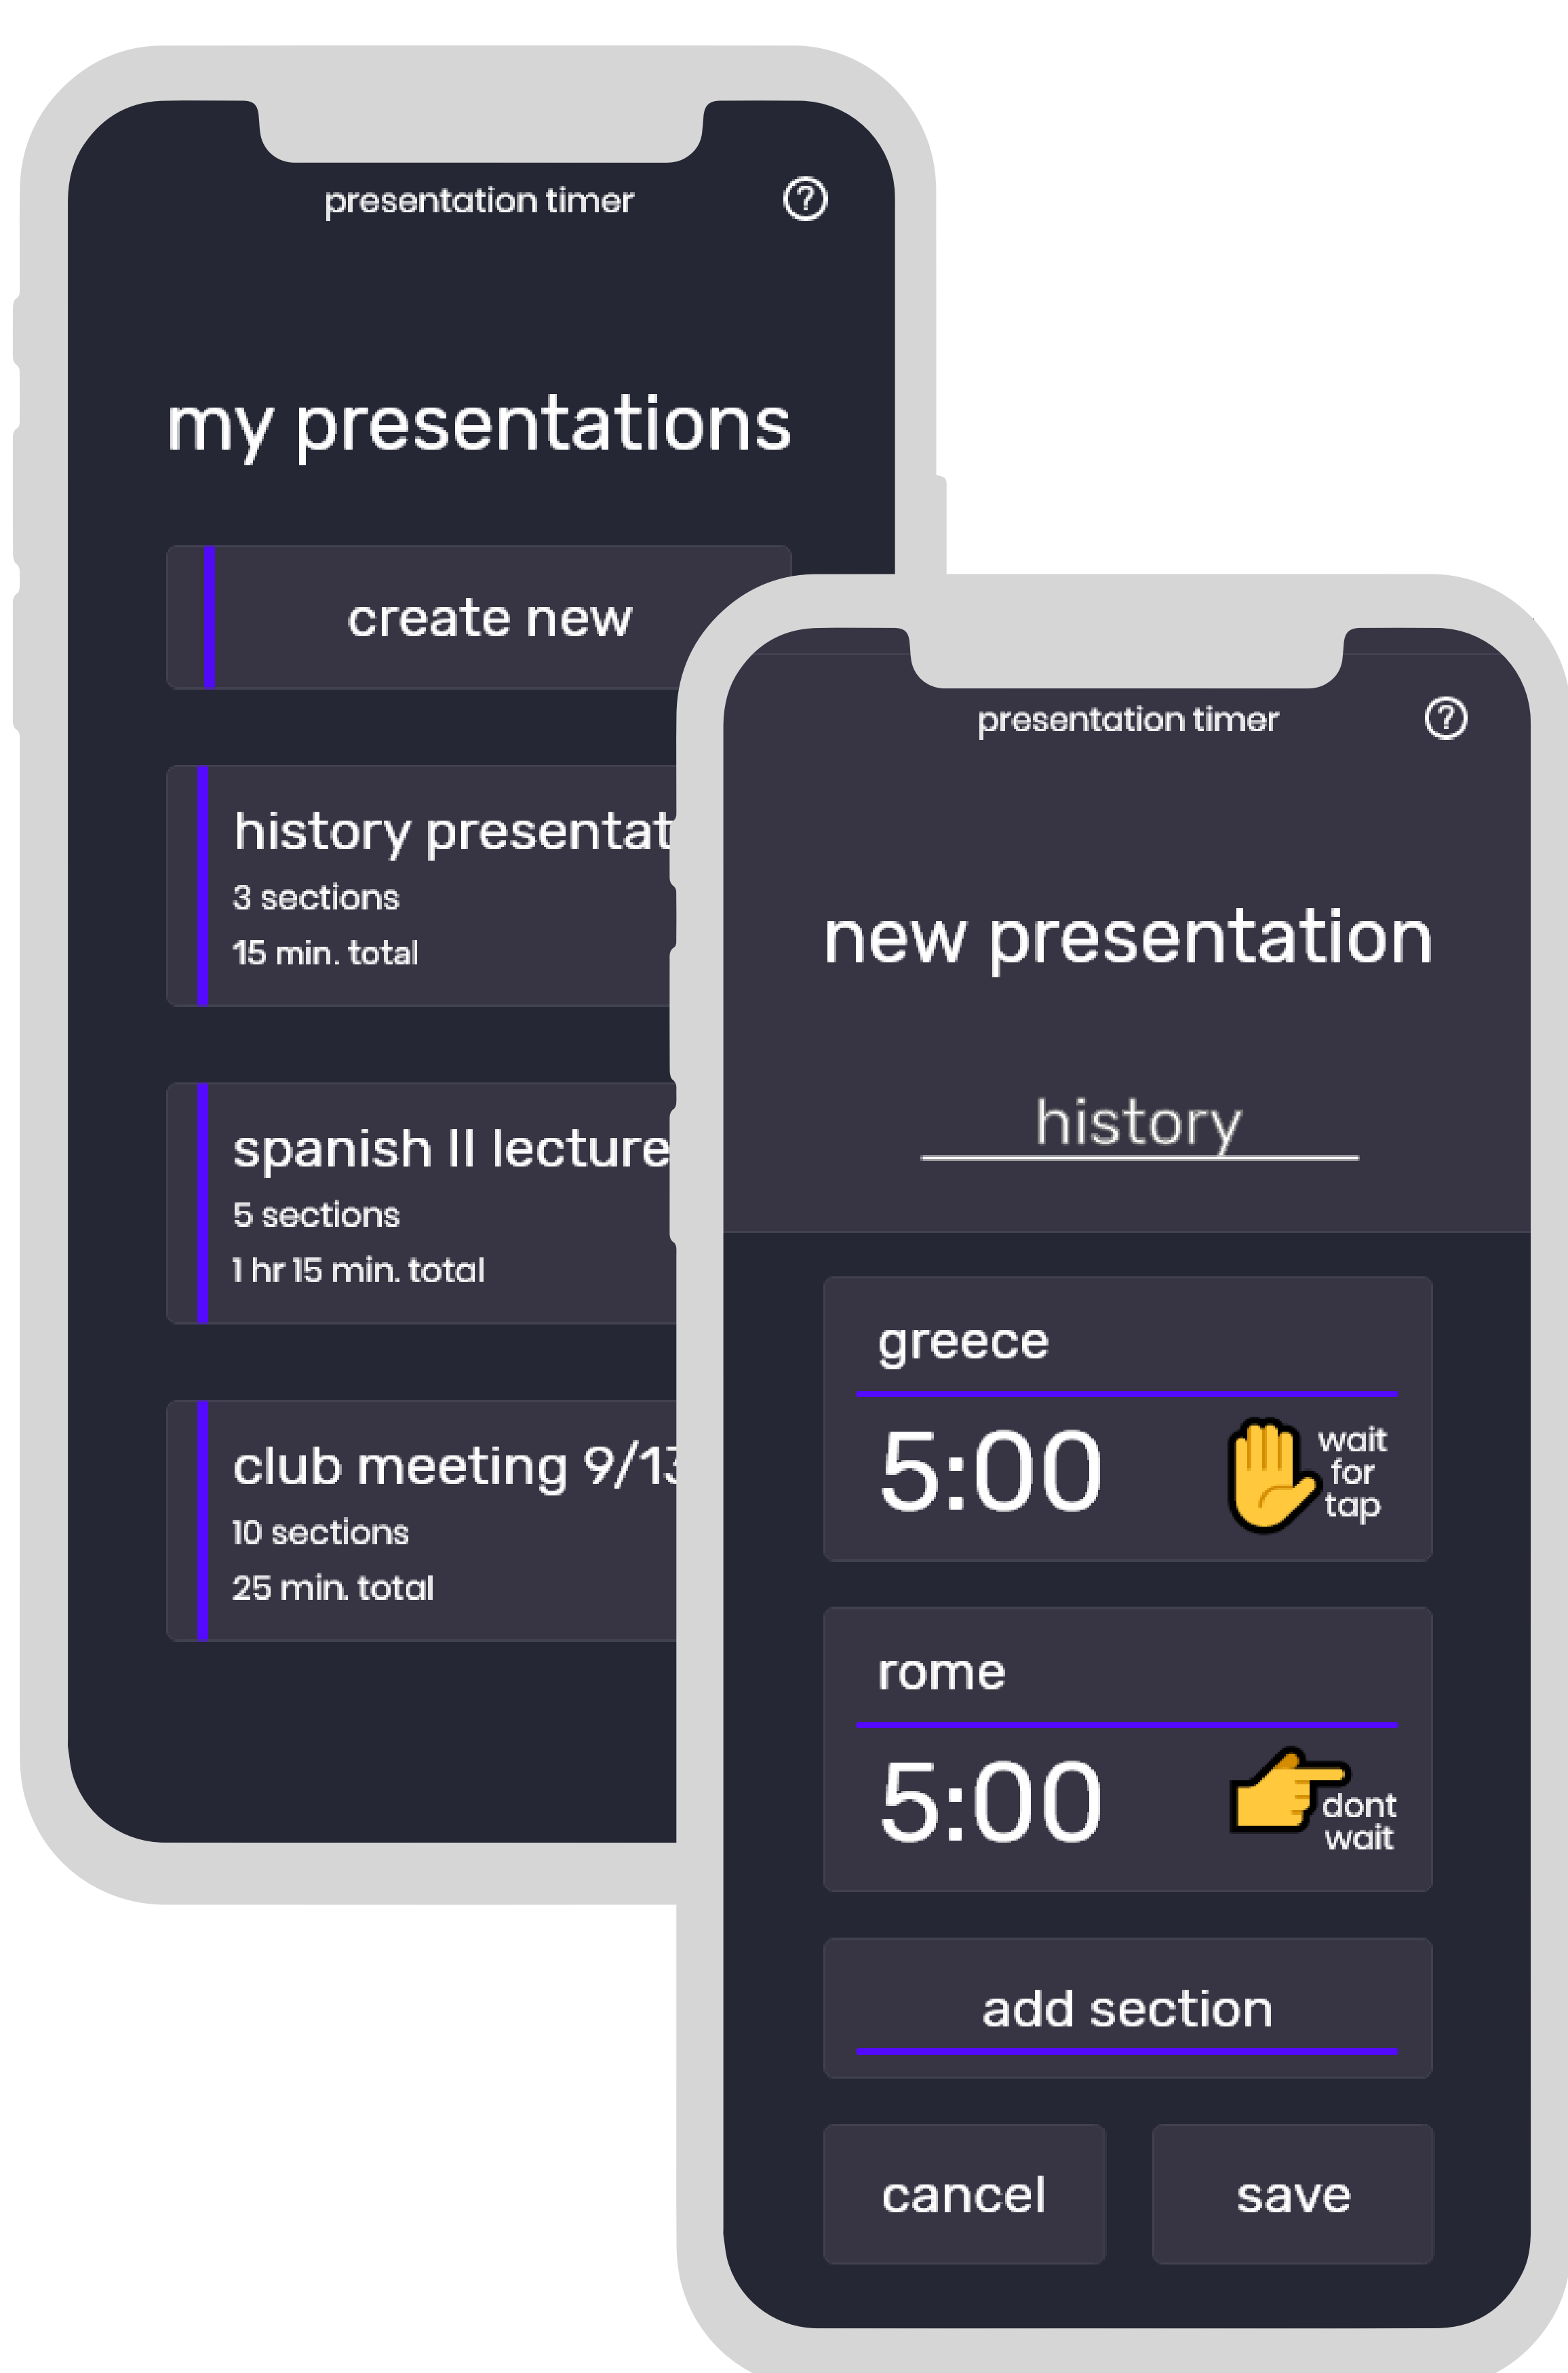 presentation timer
my presentations
create new
history presentat
3 sections
15 min. total
spanish II lecture
5 sections
1 hr 15 min. total
club meeting 9/13
10 sections
25 min. total
presentation timer
new presentation
history
greece
5:00
wait
for
tap
rome
5:00
dont
wait
add section
cancel
save